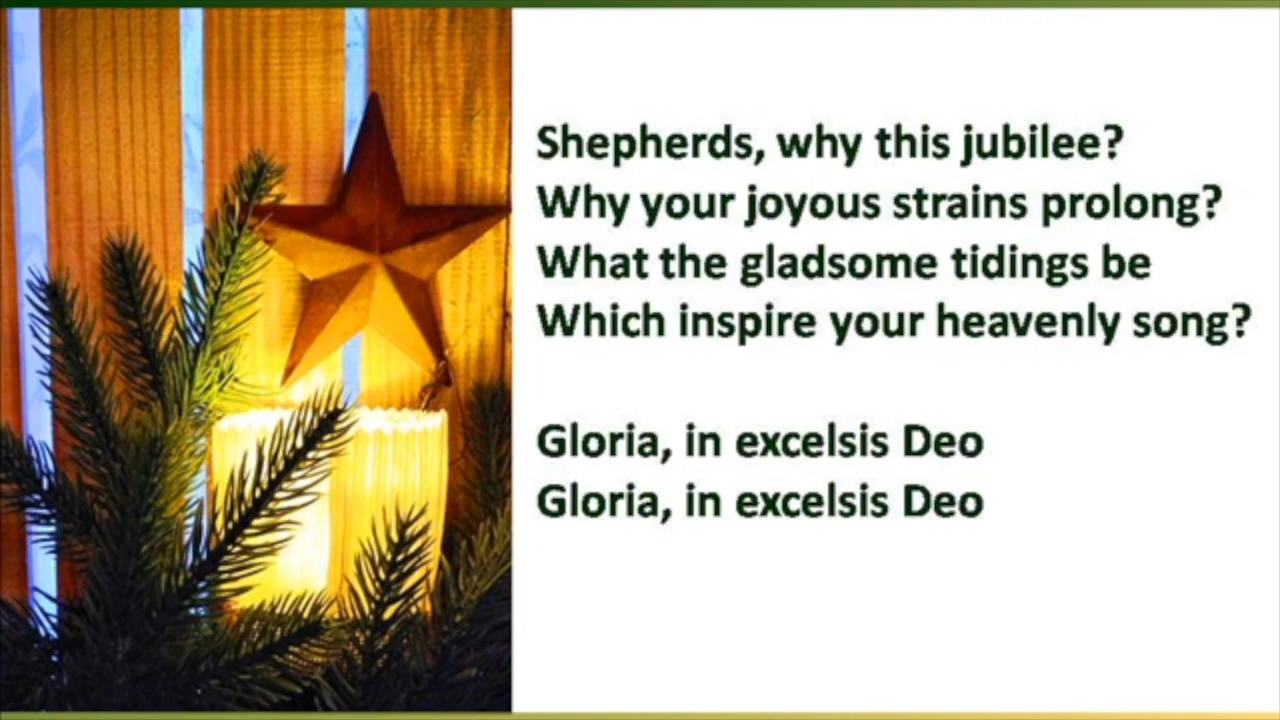 Shepherds, why this jubilee?
Why your joyous strains prolong?
What the gladsome tidings be
Which inspire your heavenly song?
Gloria, in excelsis Deo
Gloria, in excelsis Deo